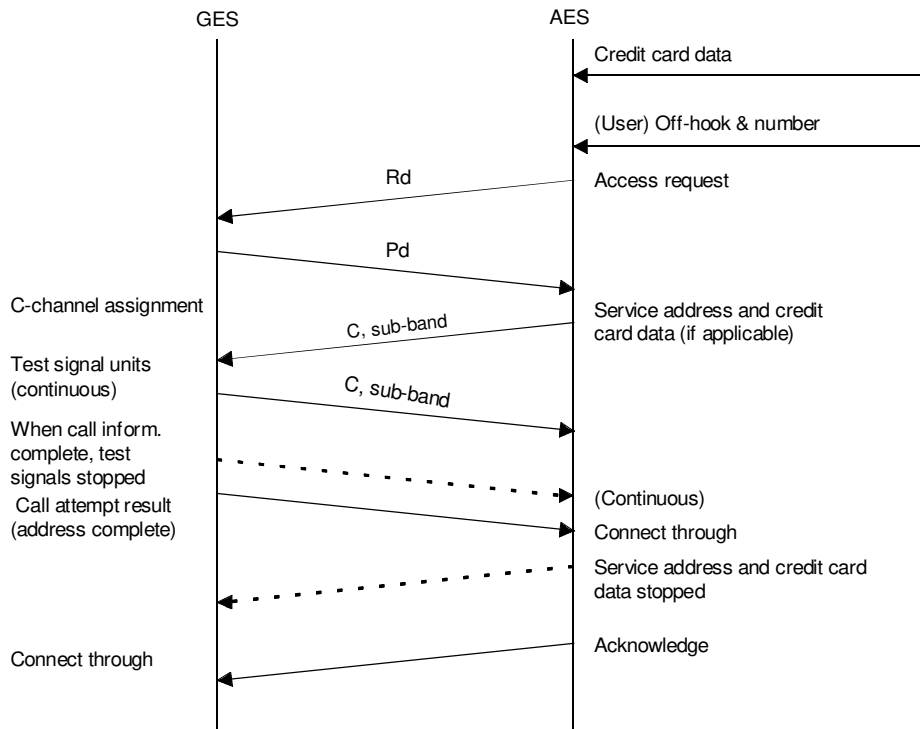 GES
AES
Credit card data
(User) Off-hook & number
Rd
Access request
Pd
C-channel assignment
Service address and credit
card data (if applicable)
C, sub-band
Test signal units
(continuous)
C, sub-band
When call inform.
complete, test
signals stopped
(Continuous)
Call attempt result
(address complete)
Connect through
Service address and credit card
data stopped
Acknowledge
Connect through